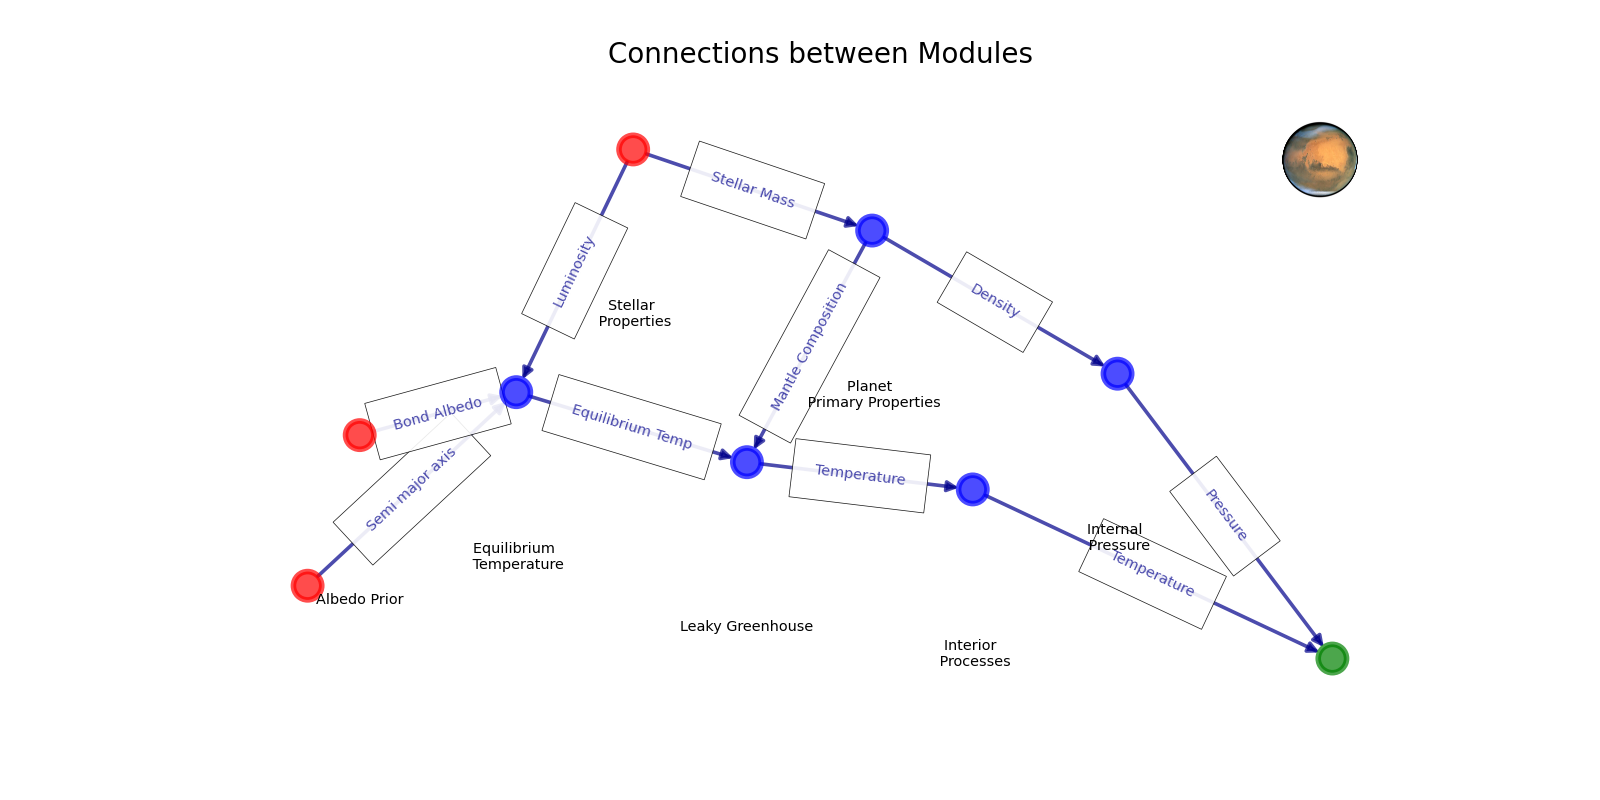 Connections between Modules
Stellar Mass
Luminosity
Density
Stellar
Properties
Mantle Composition
Planet
Primary Properties
Bond Albedo
Equilibrium Temp
Semi major axis
Temperature
Pressure
Internal
Pressure
Temperature
Equilibrium
Temperature
Albedo Prior
Leaky Greenhouse
Interior
Processes